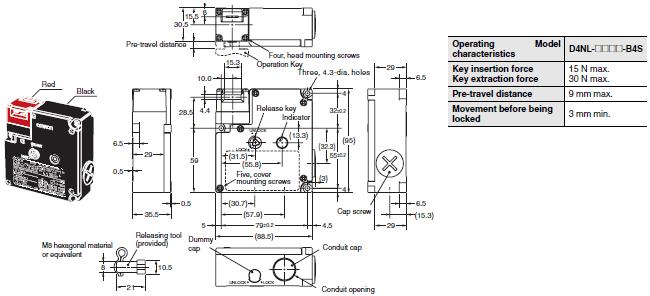 8
15.5
30.5
Pre-travel distance
Four, head mounting screws
Operation Key
15.3
Three, 4.3-dia. holes
10.0
29
6.5
Red
Black
4.4
28.5
Release key
Indicator
UNLOCK
(13.3)
4
32±0.2
(95)
6.5
29
LOCK
(31.5)
(55.8)
(32.3)
55±0.2
59
0.5
Five, cover
mounting screws
(3)
4
(30.7)
(57.9)
Cap screw
6.5
(15.3)
0.5
35.5
5
79±0.2
4.5
29
(88.5)
M8 hexagonal material
or equivalent
Releasing tool
(provided)
Dummy
cap
Conduit cap
8
10.5
21
UNLOCK
LOCK
Conduit opening
Operating Model
characteristics
D4NL-□□□□-B4S
Key insertion force 15 N max.
Key extraction force 30 N max.
Pre-travel distance 9 mm max.
Movement before being
locked
3 mm min.